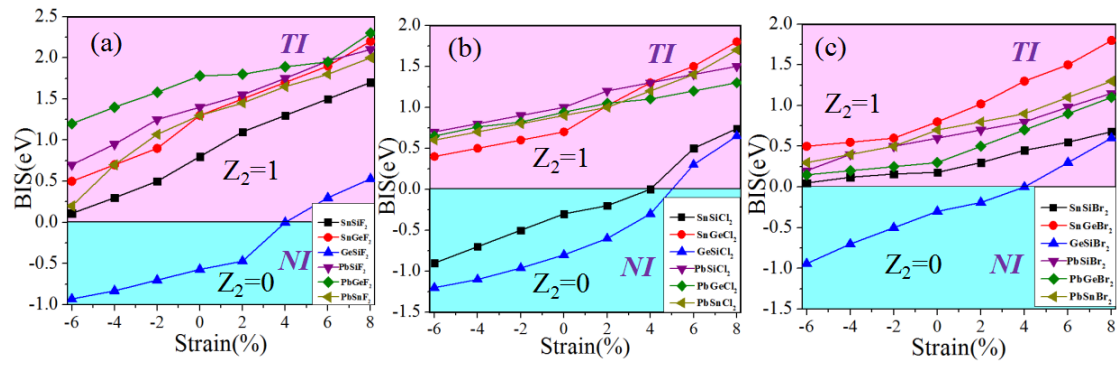 (a)
TI
Z2=1
NI
Z2=0
BIS(eV)
2.5
2.0
1.5
1.0
0.5
0.0
-0.5
-1.0
-6 -4 -2 0 2 4 6 8
Strain(%)
SnSiF2
SnGeF2
GeSiF2
PbSiF2
PbGeF2
PbSnF2
(b)
TI
Z2=1
NI
Z2=0
BIS(eV)
2.0
1.5
1.0
0.5
0.0
-0.5
-1.0
-1.5
-6 -4 -2 0 2 4 6 8
Strain(%)
SnSiCl2
SnGeCl2
GeSiCl2
PbSiCl2
PbGeCl2
PbSnCl2
(c)
TI
Z2=1
NI
Z2=0
BIS(eV)
2.0
1.5
1.0
0.5
0.0
-0.5
-1.0
-1.5
-6 -4 -2 0 2 4 6 8
Strain(%)
SnSiBr2
SnGeBr2
GeSiBr2
PbSiBr2
PbGeBr2
PbSnBr2